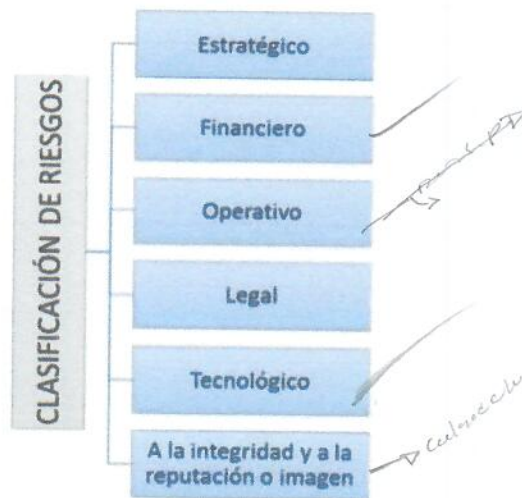 CLASIFICACIÓN DE RIESGOS
Estratégico
Financiero
Operativo
Legal
Tecnológico
A la integridad y a la
reputación o imagen